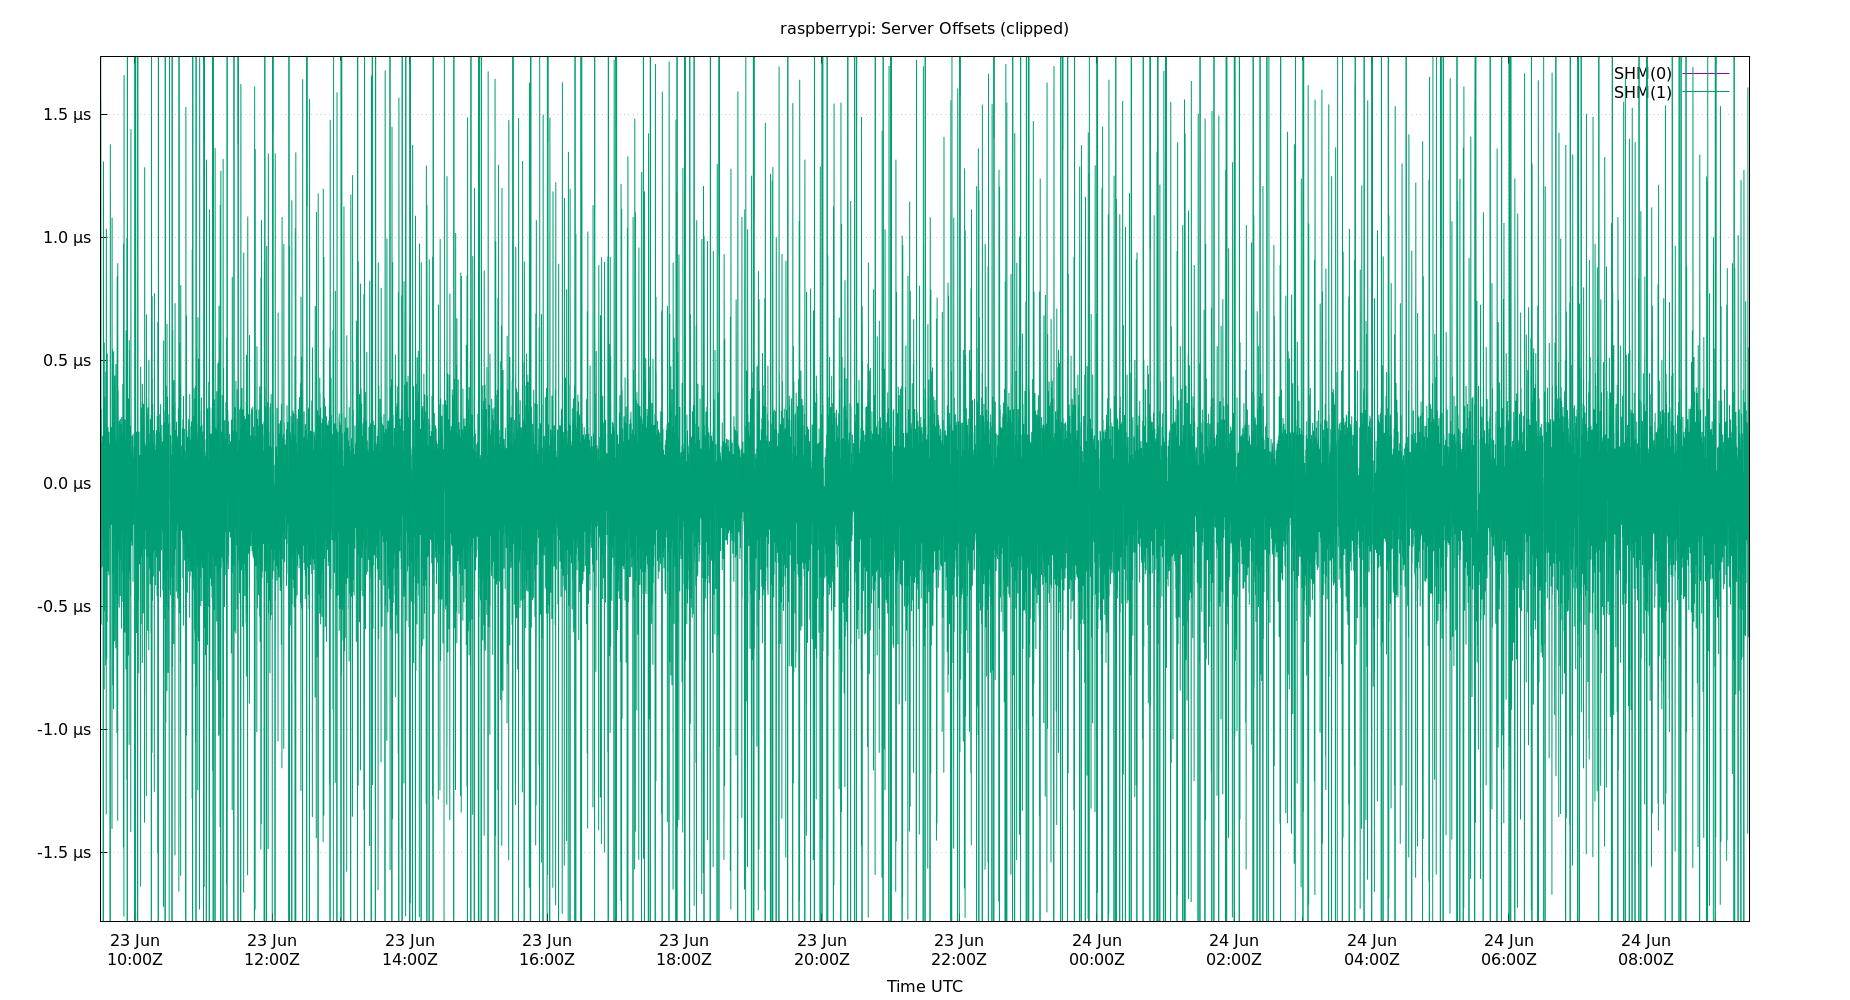 raspberrypi: Server Offsets (clipped)
SHM(0)
SHM(1)
1.5 µs
1.0 µs
0.5 µs
0.0 µs
-0.5 µs
-1.0 µs
-1.5 µs
23 Jun 23 Jun 23 Jun 23 Jun 23 Jun 23 Jun 23 Jun 24 Jun 24 Jun 24 Jun 24 Jun 24 Jun
10:00Z 12:00Z 14:00Z 16:00Z 18:00Z 20:00Z 22:00Z 00:00Z 02:00Z 04:00Z 06:00Z 08:00Z
Time UTC